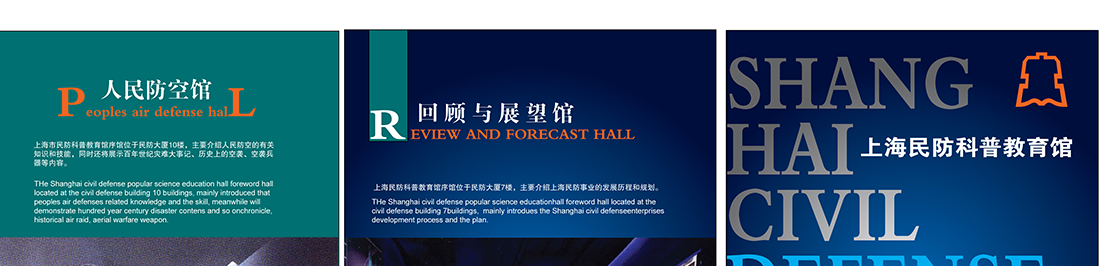 人民防空馆
Peoples air defense halL
上海市民防科普教育馆序馆位于民防大厦10楼，主要介绍人民防空的有关
知识和技能，同时还将展示百年世纪灾难大事记、历史上的空袭、空袭兵
器等内容。
THe Shanghai civil defense popular science education hall foreword hall
located at the civil defense building 10 buildings, mainly introduced that
peoples air defenses related knowledge and the skill, meanwhile will
demonstrate hundred year century disaster contens and so onchronicle,
historical air raid, aerial warfare weapon.
回顾与展望馆
REVIEW AND FORECAST HALL
上海民防科普教育馆序馆位于民防大厦7楼，主要介绍上海民防事业的发展历程和规划。
THe Shanghai civil defense popular science educationhall foreword hall located at the
civil defense building 7buildings, mainly introdues the Shanghai civil defenseenterprises
development process and the plan.
SHANG
HAI
上海民防科普教育馆
CIVIL
DEFENSE